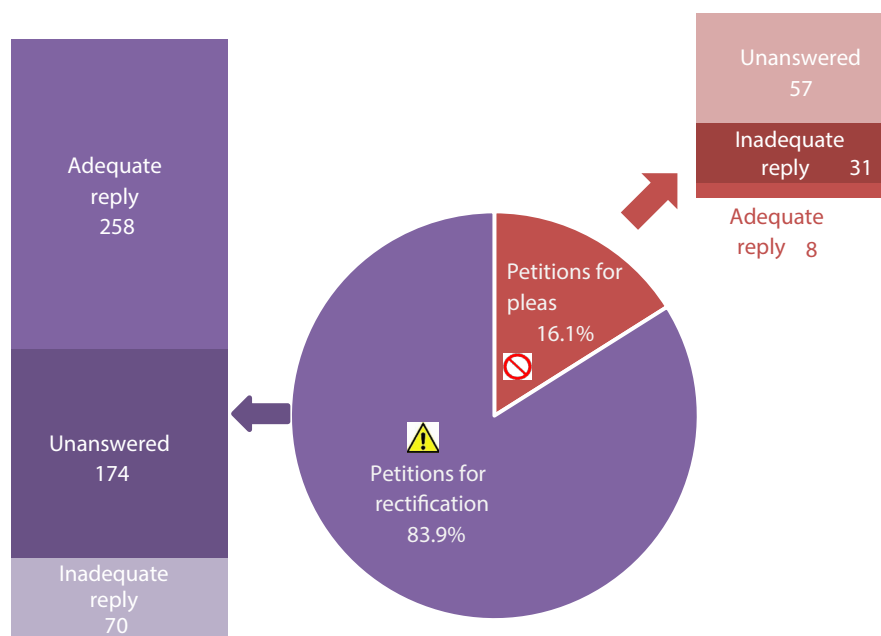 Adequate
reply
258
Unanswered
174
Inadequate
reply
70
Petitions for
rectification
83.9%
Petitions for
pleas
16.1%
Unanswered
57
Inadequate
reply 31
Adequate
reply 8